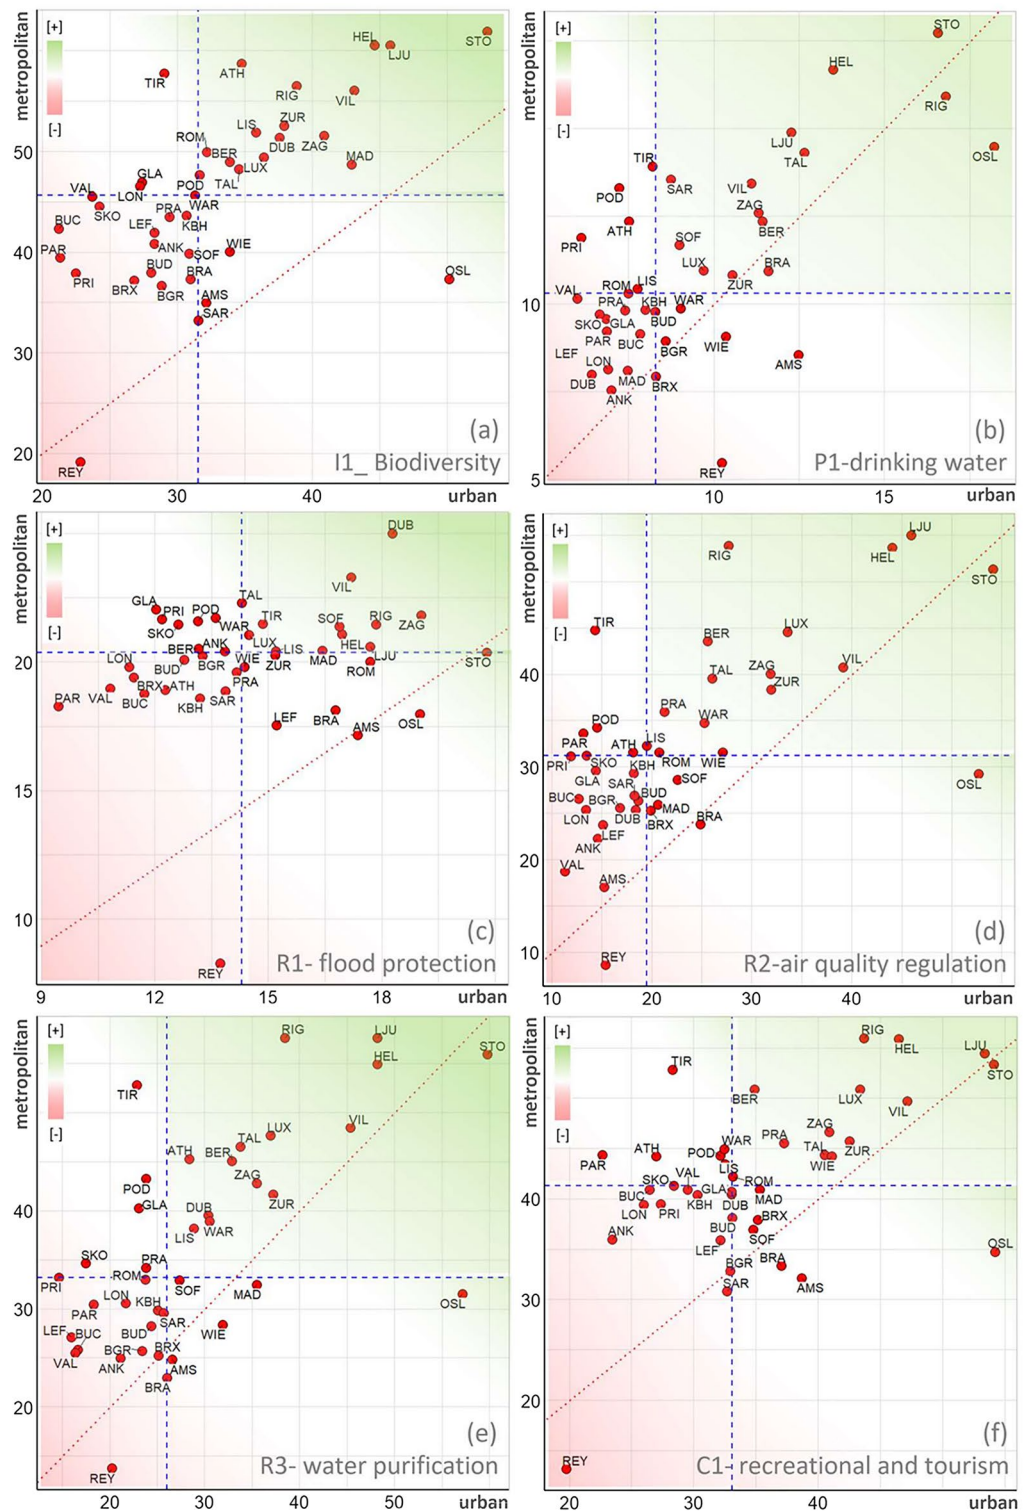 metropolitan
[+]
[-]
HEL
LJU
STO
ATH
TIR
RIG
VIL
LIS
ZUR
ROM
BER
DUB
ZAG
50
TAL
LUX
MAD
GLA
LON
POD
VAL
SKO
PRA
WAR
KBH
BUC
LEF
ANK
SOF
WIE
40
PAR
PRI
BUD
BRA
BRX
BGR
OSL
AMS
SAR
30
20
REY
(a)
I1_ Biodiversity
20
30
40
urban
metropolitan
[+]
[-]
STO
HEL
RIG
LJU
TAL
OSL
TIR
SAR
POD
VIL
ATH
ZAG
BER
PRI
SOF
LUX
BRA
ZUR
VAL
ROM
LIS
10
PRA
KBH
WAR
SKO
GLA
BUD
PAR
BUC
BGR
WIE
LEF
LON
AMS
DUB
MAD
BRX
ANK
REY
5
(b)
P1-drinking water
10
15
urban
metropolitan
[+]
[-]
DUB
VIL
GLA
PRI
POD
TAL
SKO
WAR
TIR
SOF
RIG
ZAG
20
LON
BER
ANK
LUX
LIS
HEL
LJU
BUD
BGR
WIE
ZUR
MAD
ROM
STO
PAR
VAL
BRX
ATH
PRA
BUC
KBH
SAR
LEF
BRA
AMS
OSL
15
10
REY
(c)
R1- flood protection
9
12
15
18
urban
metropolitan
[+]
[-]
LJU
RIG
HEL
STO
TIR
BER
LUX
40
TAL
ZAG
VIL
ZUR
PRA
POD
WAR
PAR
ATH
LIS
30
PRI
SKO
KBH
ROM
WIE
GLA
SAR
SOF
OSL
BUC
BGR
BUD
MAD
LON
DUB
BRX
BRA
LEF
ANK
20
VAL
AMS
10
REY
(d)
R2-air quality regulation
10
20
30
40
urban
metropolitan
[+]
[-]
RIG
LJU
STO
HEL
TIR
VIL
LUX
TAL
ATH
BER
ZAG
POD
ZUR
40
GLA
DUB
WAR
LIS
SKO
PRA
PRI
ROM
SOF
MAD
30
PAR
LON
KBH
OSL
SAR
LEF
BUC
BUD
WIE
VAL
BGR
BRX
ANK
AMS
BRA
20
REY
(e)
R3- water purification
20
30
40
50
urban
metropolitan
[+]
[-]
RIG
HEL
LJU
STO
TIR
BER
LUX
VIL
ZAG
PRA
WAR
ATH
POD
TAL
ZUR
PAR
WIE
LIS
SKO
VAL
ROM
40
BUC
GLA
MAD
LON
PRI
KBH
DUB
BRX
ANK
BUD
SOF
LEF
OSL
BGR
BRA
SAR
AMS
30
20
REY
(f)
C1- recreational and tourism
20
30
40
urban